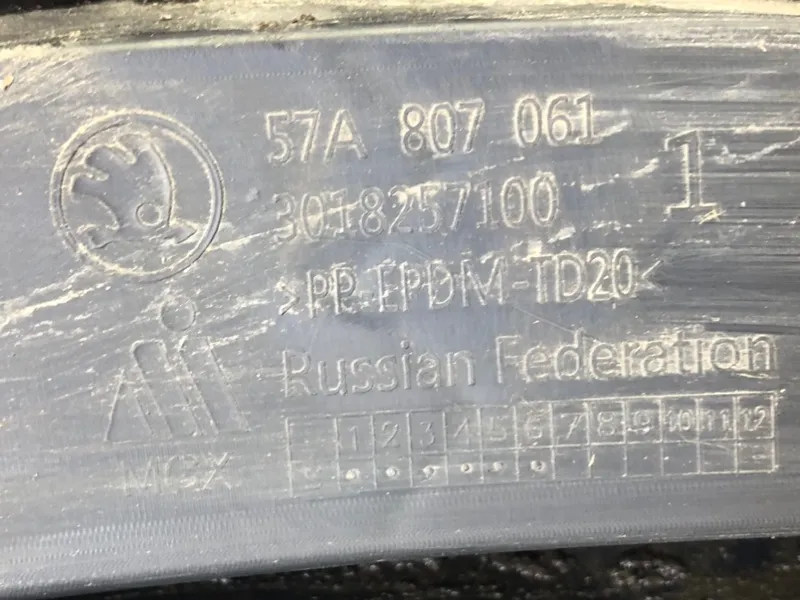 57A 807 061
1
3018257100
>PP EPDM-TD20<
Russian Federation
1 2 3 4 5 6 7 8 9 10 11 12